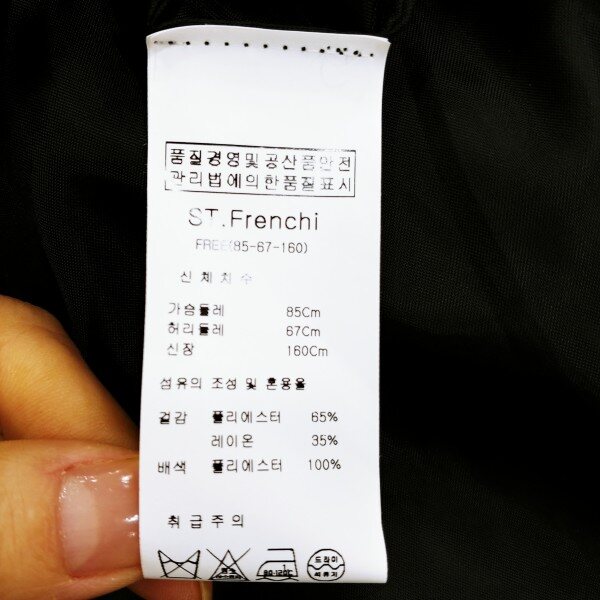 품질경영및공산품안전
관리법에의한품질표시
ST.Frenchi
FREE(85-67-160)
신체치수
가슴둘레 85Cm
허리둘레 67Cm
신장 160Cm
섬유의 조성 및 혼용율
겉감 폴리에스터 65%
레이온 35%
배색 폴리에스터 100%
취급주의
드라이